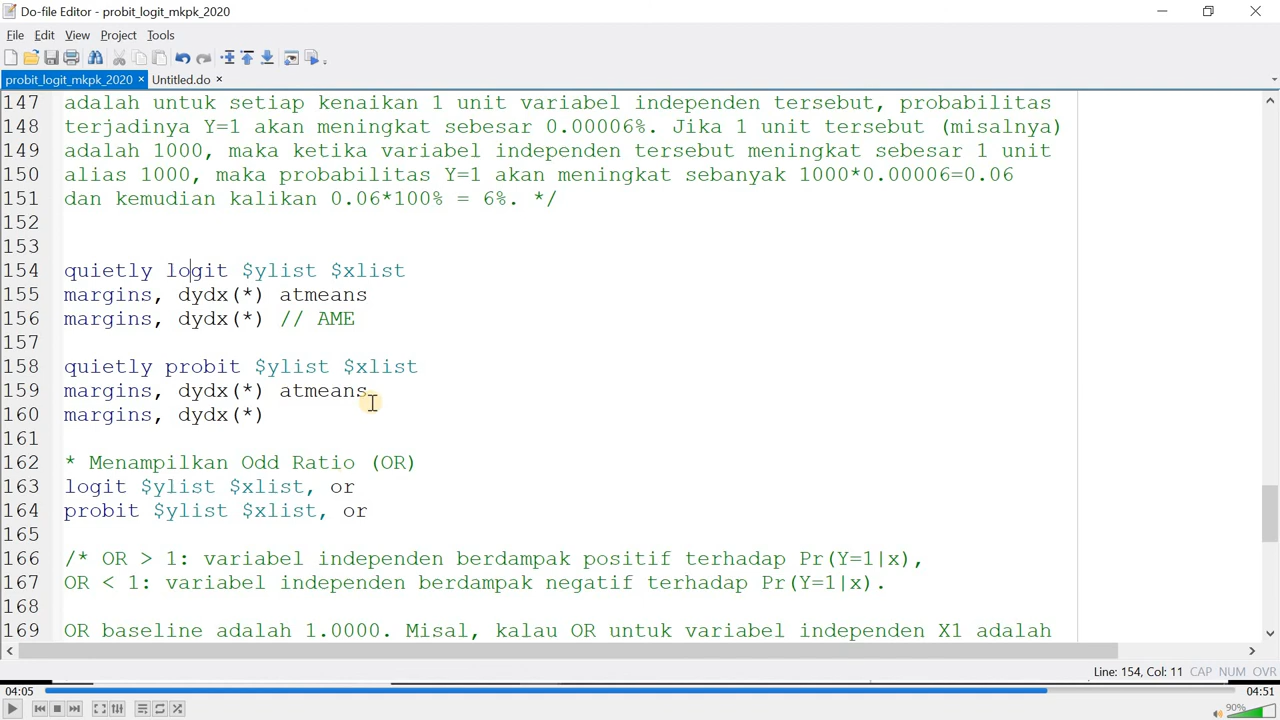 Do-file Editor - probit_logit_mkpk_2020
File Edit View Project Tools
probit_logit_mkpk_2020 × Untitled.do ×
147 adalah untuk setiap kenaikan 1 unit variabel independen tersebut, probabilitas
148 terjadinya Y=1 akan meningkat sebesar 0.00006%. Jika 1 unit tersebut (misalnya)
149 adalah 1000, maka ketika variabel independen tersebut meningkat sebesar 1 unit
150 alias 1000, maka probabilitas Y=1 akan meningkat sebanyak 1000*0.00006=0.06
151 dan kemudian kalikan 0.06*100% = 6%. */
152
153
154 quietly logit $ylist $xlist
155 margins, dydx(*) atmeans
156 margins, dydx(*) // AME
157
158 quietly probit $ylist $xlist
159 margins, dydx(*) atmeans
160 margins, dydx(*)
161
162 * Menampilkan Odd Ratio (OR)
163 logit $ylist $xlist, or
164 probit $ylist $xlist, or
165
166 /* OR > 1: variabel independen berdampak positif terhadap Pr(Y=1|x),
167 OR < 1: variabel independen berdampak negatif terhadap Pr(Y=1|x).
168
169 OR baseline adalah 1.0000. Misal, kalau OR untuk variabel independen X1 adalah
Line: 154, Col: 11 CAP NUM OVR
04:05 04:51
90%